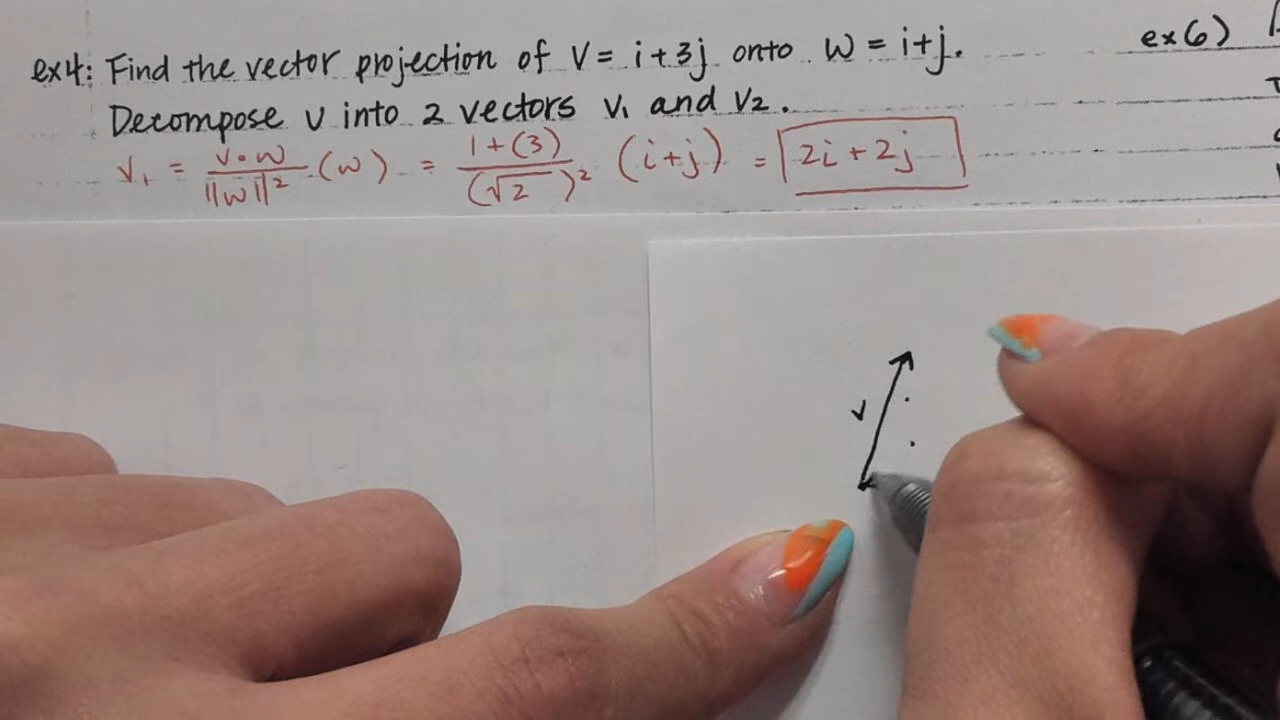 ex4: Find the vector projection of V = i + 3j onto W = i + j.
Decompose v into 2 vectors v₁ and v₂.
v₁ = v • w / ||w||² (w) = 1 + (3) / (√2)² (i + j) = 2i + 2j
ex6)
v